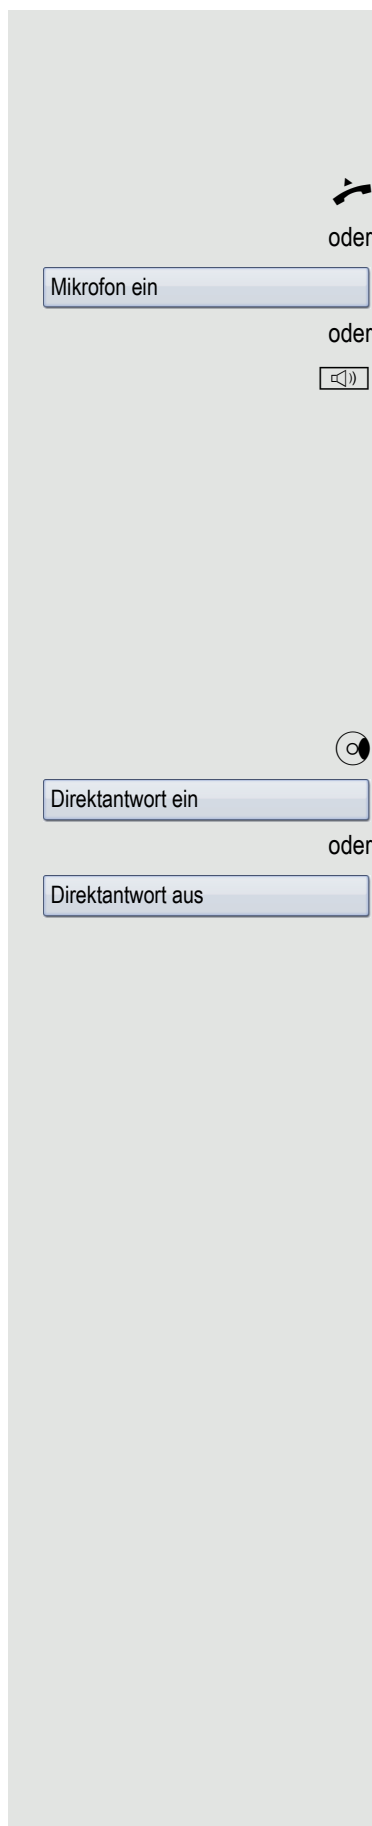 oder
Mikrofon ein
oder
Direktantwort ein
oder
Direktantwort aus